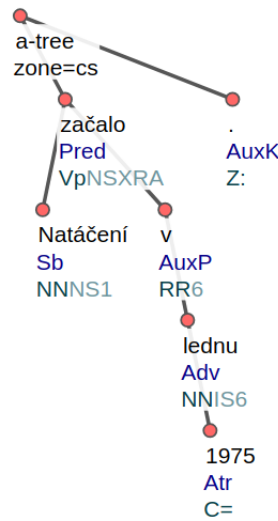 a-tree
zone=cs
začalo
Pred
VpNSXRA
.
AuxK
Z:
Natáčení
Sb
NNNS1
v
AuxP
RR6
lednu
Adv
NNIS6
1975
Atr
C=